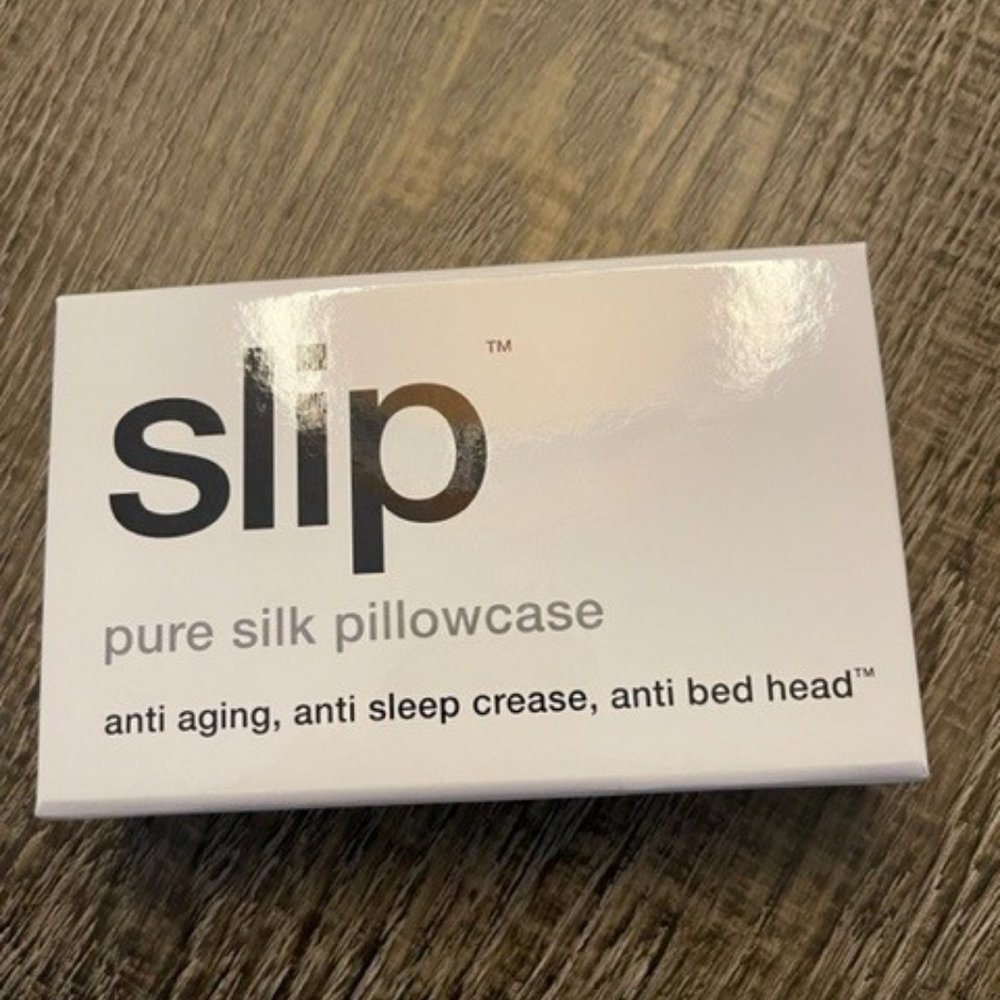 slip™
pure silk pillowcase
anti aging, anti sleep crease, anti bed head™